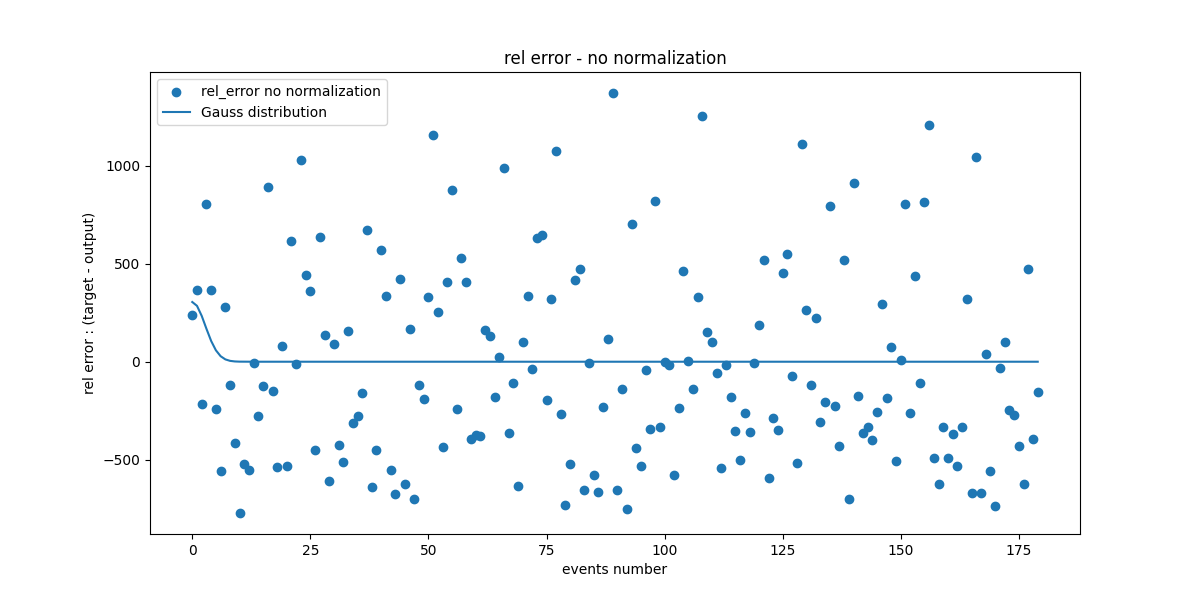 rel error - no normalization
rel_error no normalization
Gauss distribution
rel error : (target - output)
1000
500
0
−500
0 25 50 75 100 125 150 175
events number